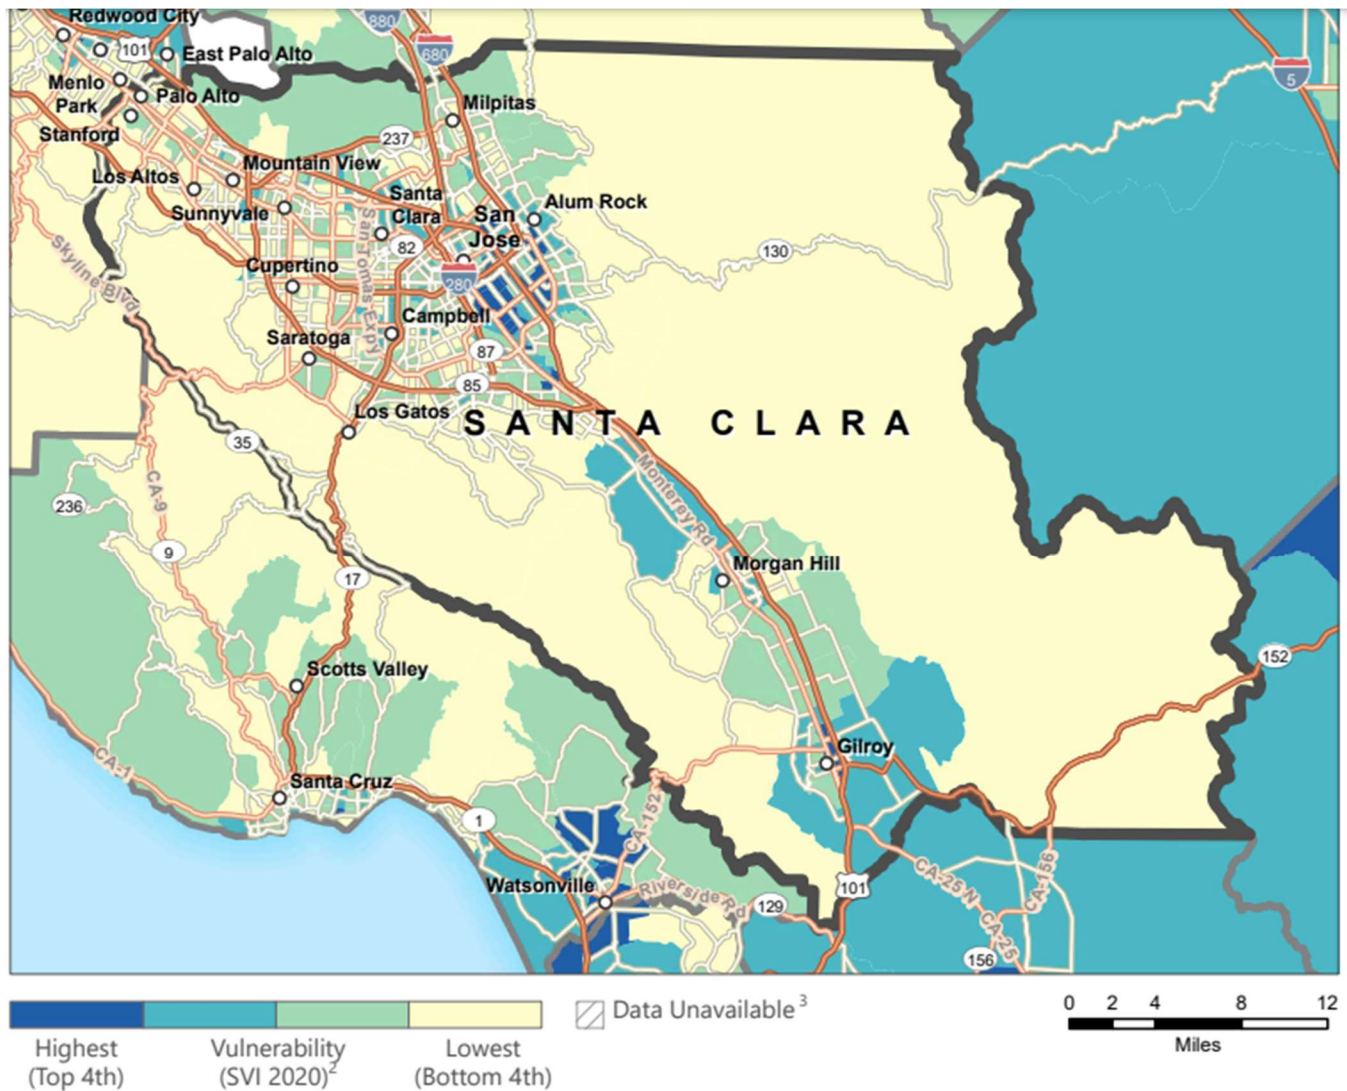 Redwood City
880
680
101
East Palo Alto
5
Menlo
Park
Palo Alto
Milpitas
Stanford
237
Mountain View
Los Altos
Santa
Clara
San
Jose
Alum Rock
Sunnyvale
San Tomas Expy
82
130
Skyline Blvd
Cupertino
280
Campbell
Saratoga
87
85
Los Gatos
SANTA CLARA
35
Monterey Rd
CA-9
236
9
17
Morgan Hill
152
Scotts Valley
Gilroy
CA-1
Santa Cruz
1
CA-152
Watsonville
Riverside Rd
129
101
CA-25 N
CA-25
CA-156
156
Highest
(Top 4th)
Vulnerability
(SVI 2020)2
Lowest
(Bottom 4th)
Data Unavailable 3
0 2 4 8 12
Miles